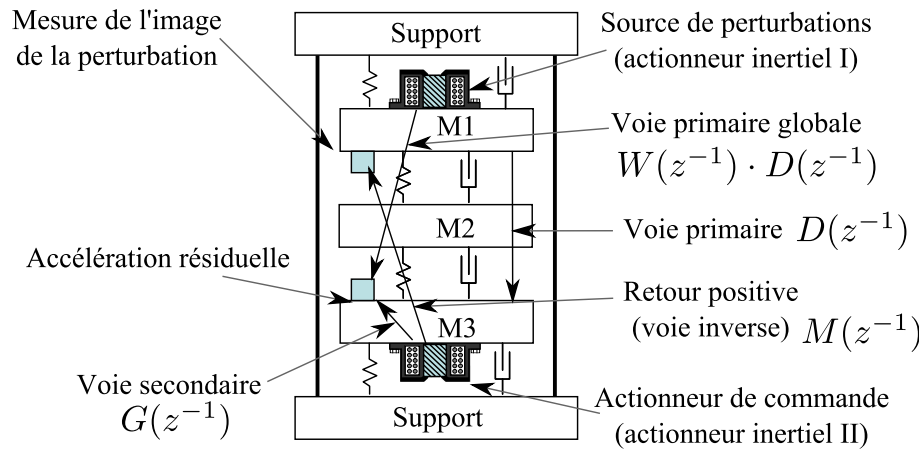 Mesure de l'image
de la perturbation
Support
Source de perturbations
(actionneur inertiel I)
M1
Voie primaire globale
W(z⁻¹) · D(z⁻¹)
M2
Voie primaire D(z⁻¹)
Accélération résiduelle
Retour positive
(voie inverse) M(z⁻¹)
M3
Voie secondaire
G(z⁻¹)
Support
Actionneur de commande
(actionneur inertiel II)